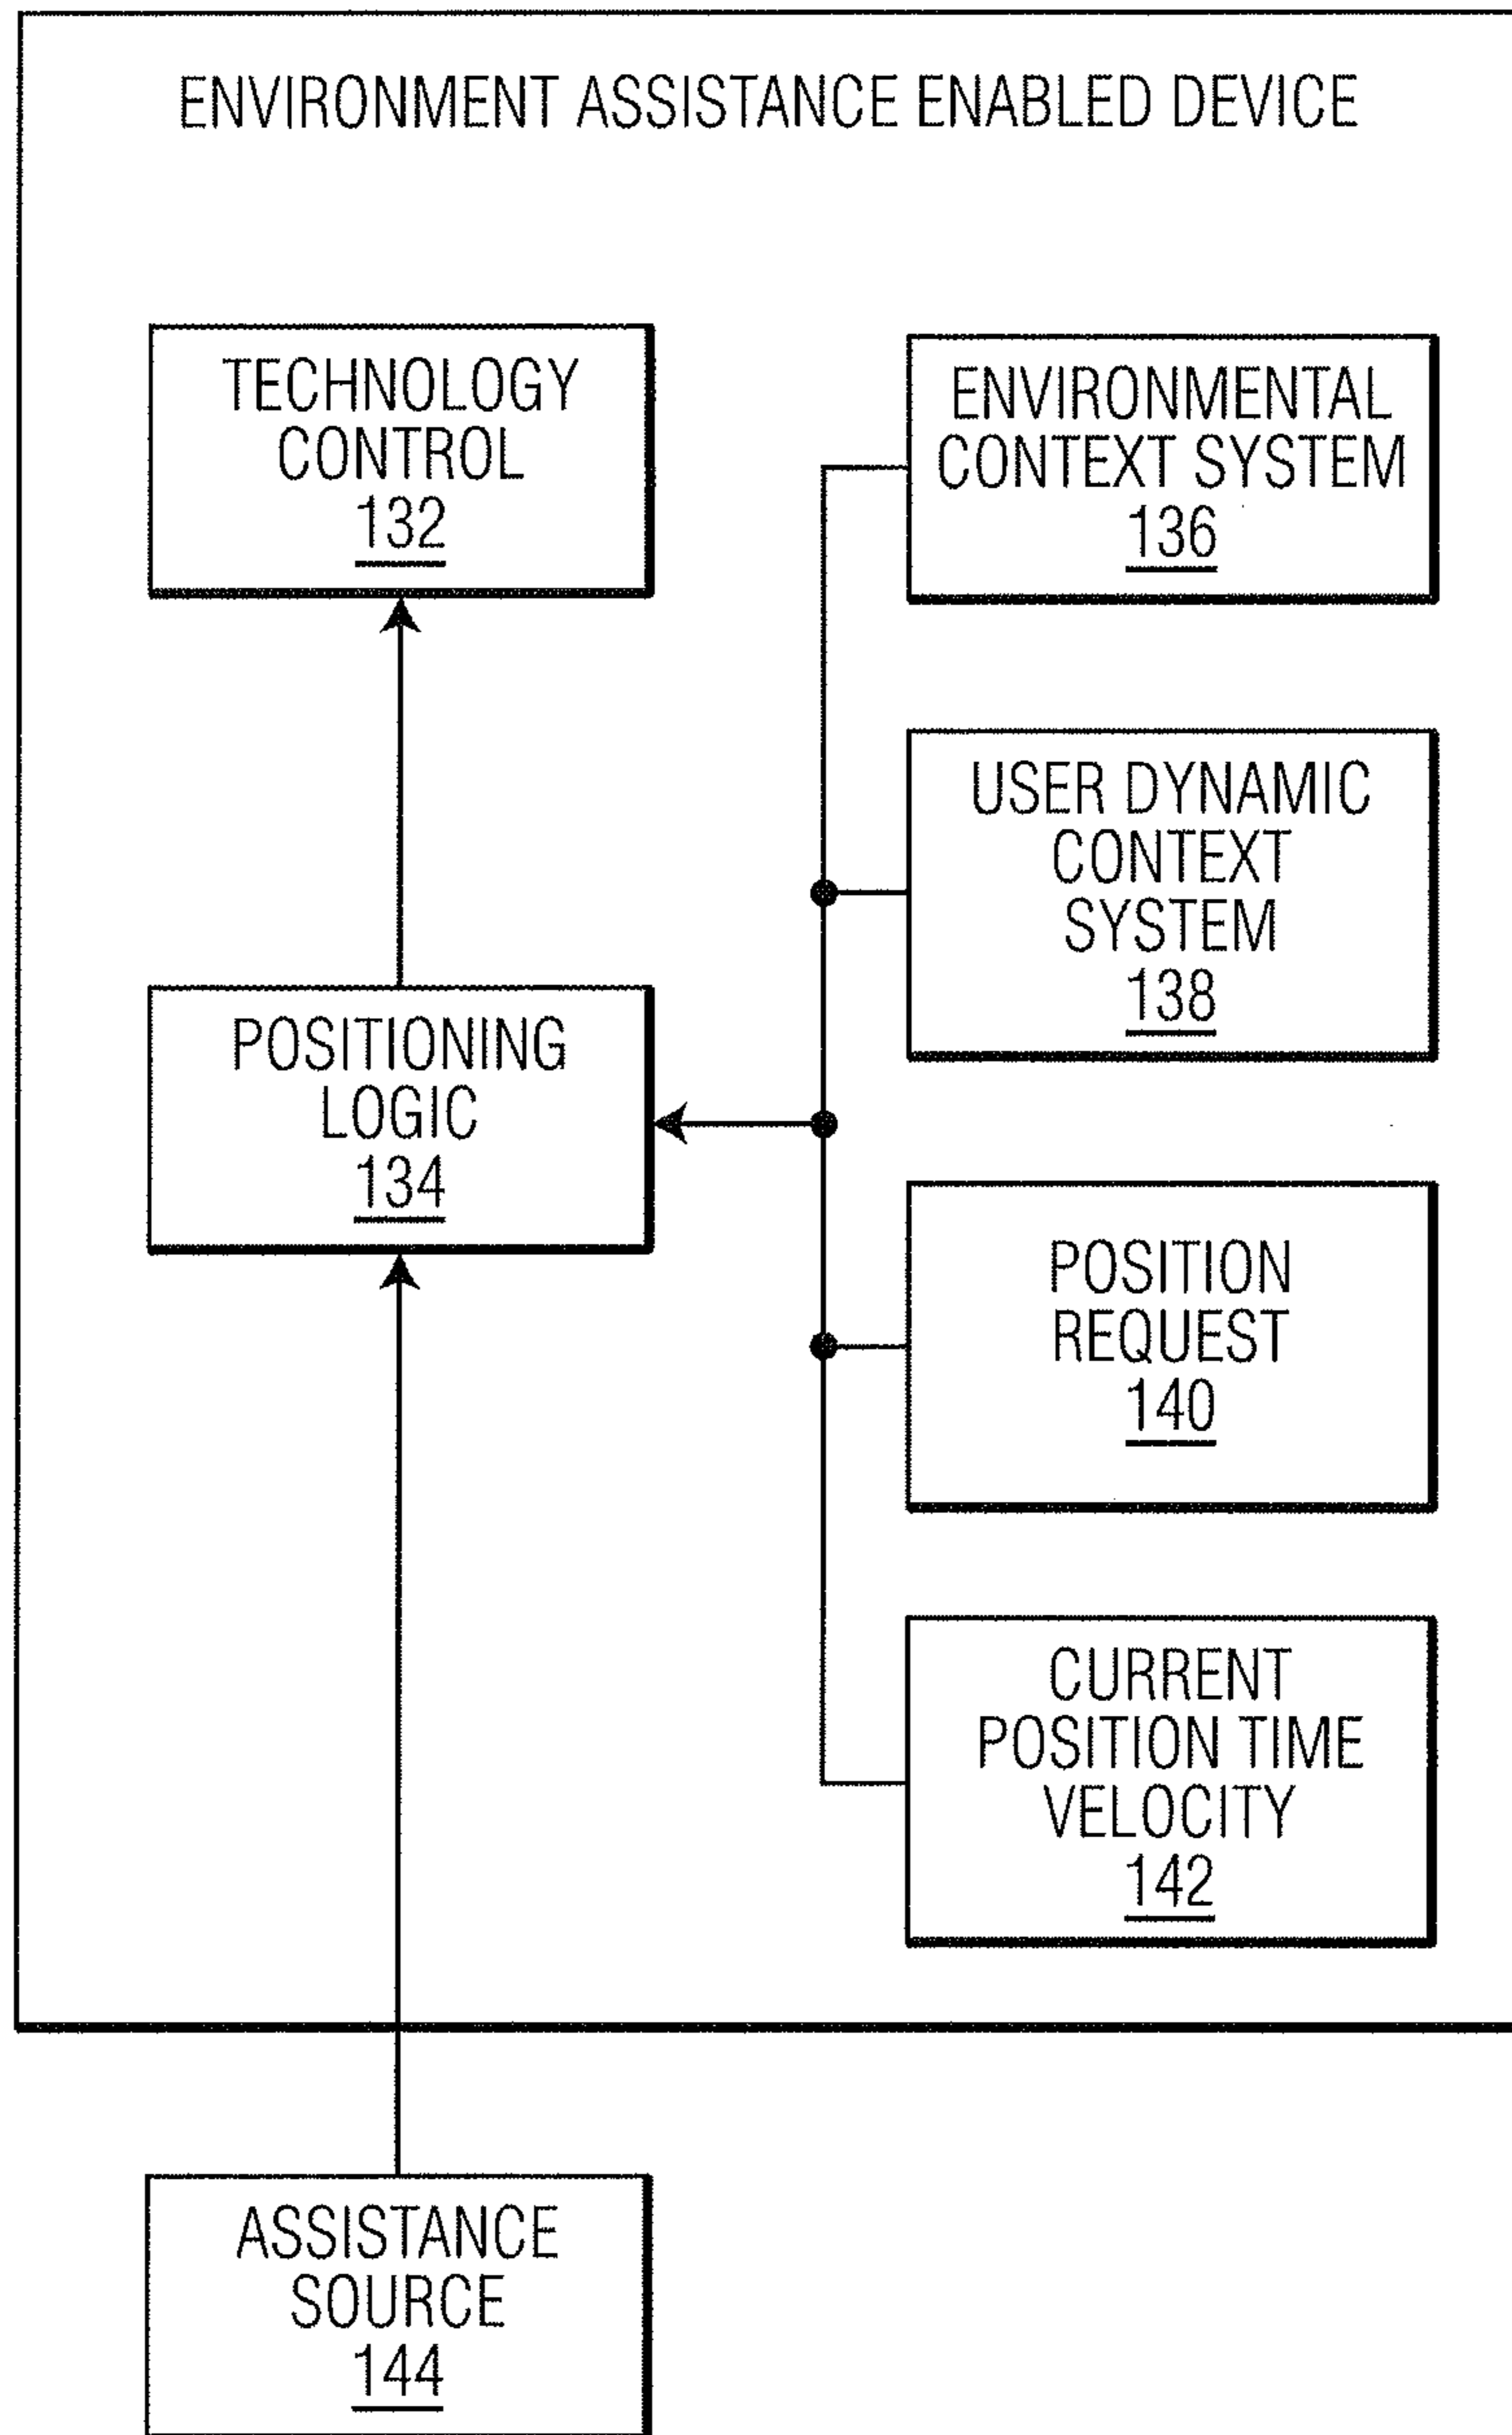 ENVIRONMENT ASSISTANCE ENABLED DEVICE
TECHNOLOGY
CONTROL
132
ENVIRONMENTAL
CONTEXT SYSTEM
136
USER DYNAMIC
CONTEXT
SYSTEM
138
POSITIONING
LOGIC
134
POSITION
REQUEST
140
CURRENT
POSITION TIME
VELOCITY
142
ASSISTANCE
SOURCE
144